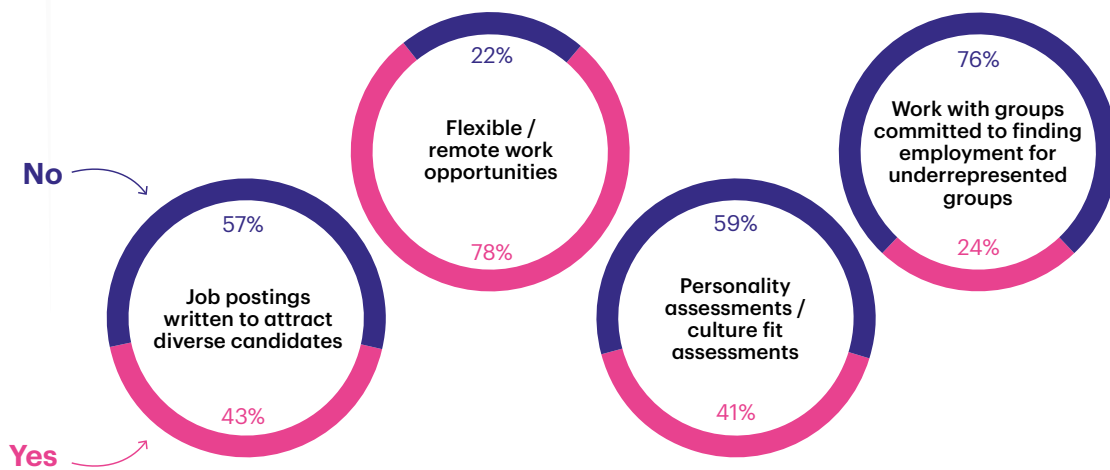 No
57%
Job postings
written to attract
diverse candidates
43%
Yes
22%
Flexible /
remote work
opportunities
78%
59%
Personality
assessments /
culture fit
assessments
41%
76%
Work with groups
committed to finding
employment for
underrepresented
groups
24%